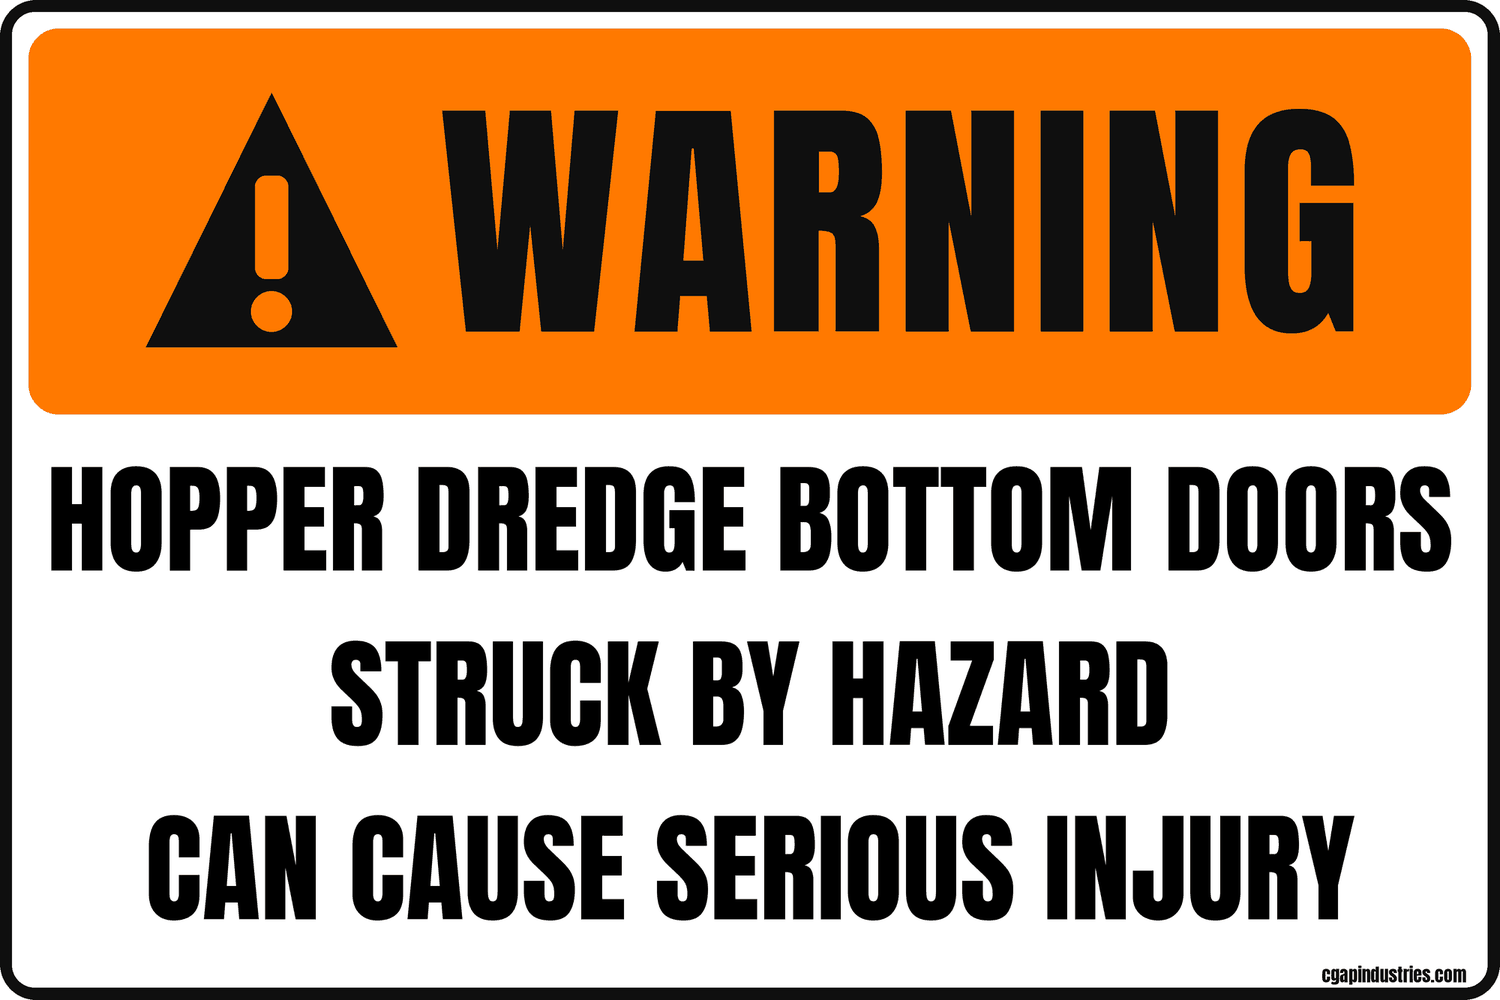 WARNING
HOPPER DREDGE BOTTOM DOORS
STRUCK BY HAZARD
CAN CAUSE SERIOUS INJURY
cgapindustries.com